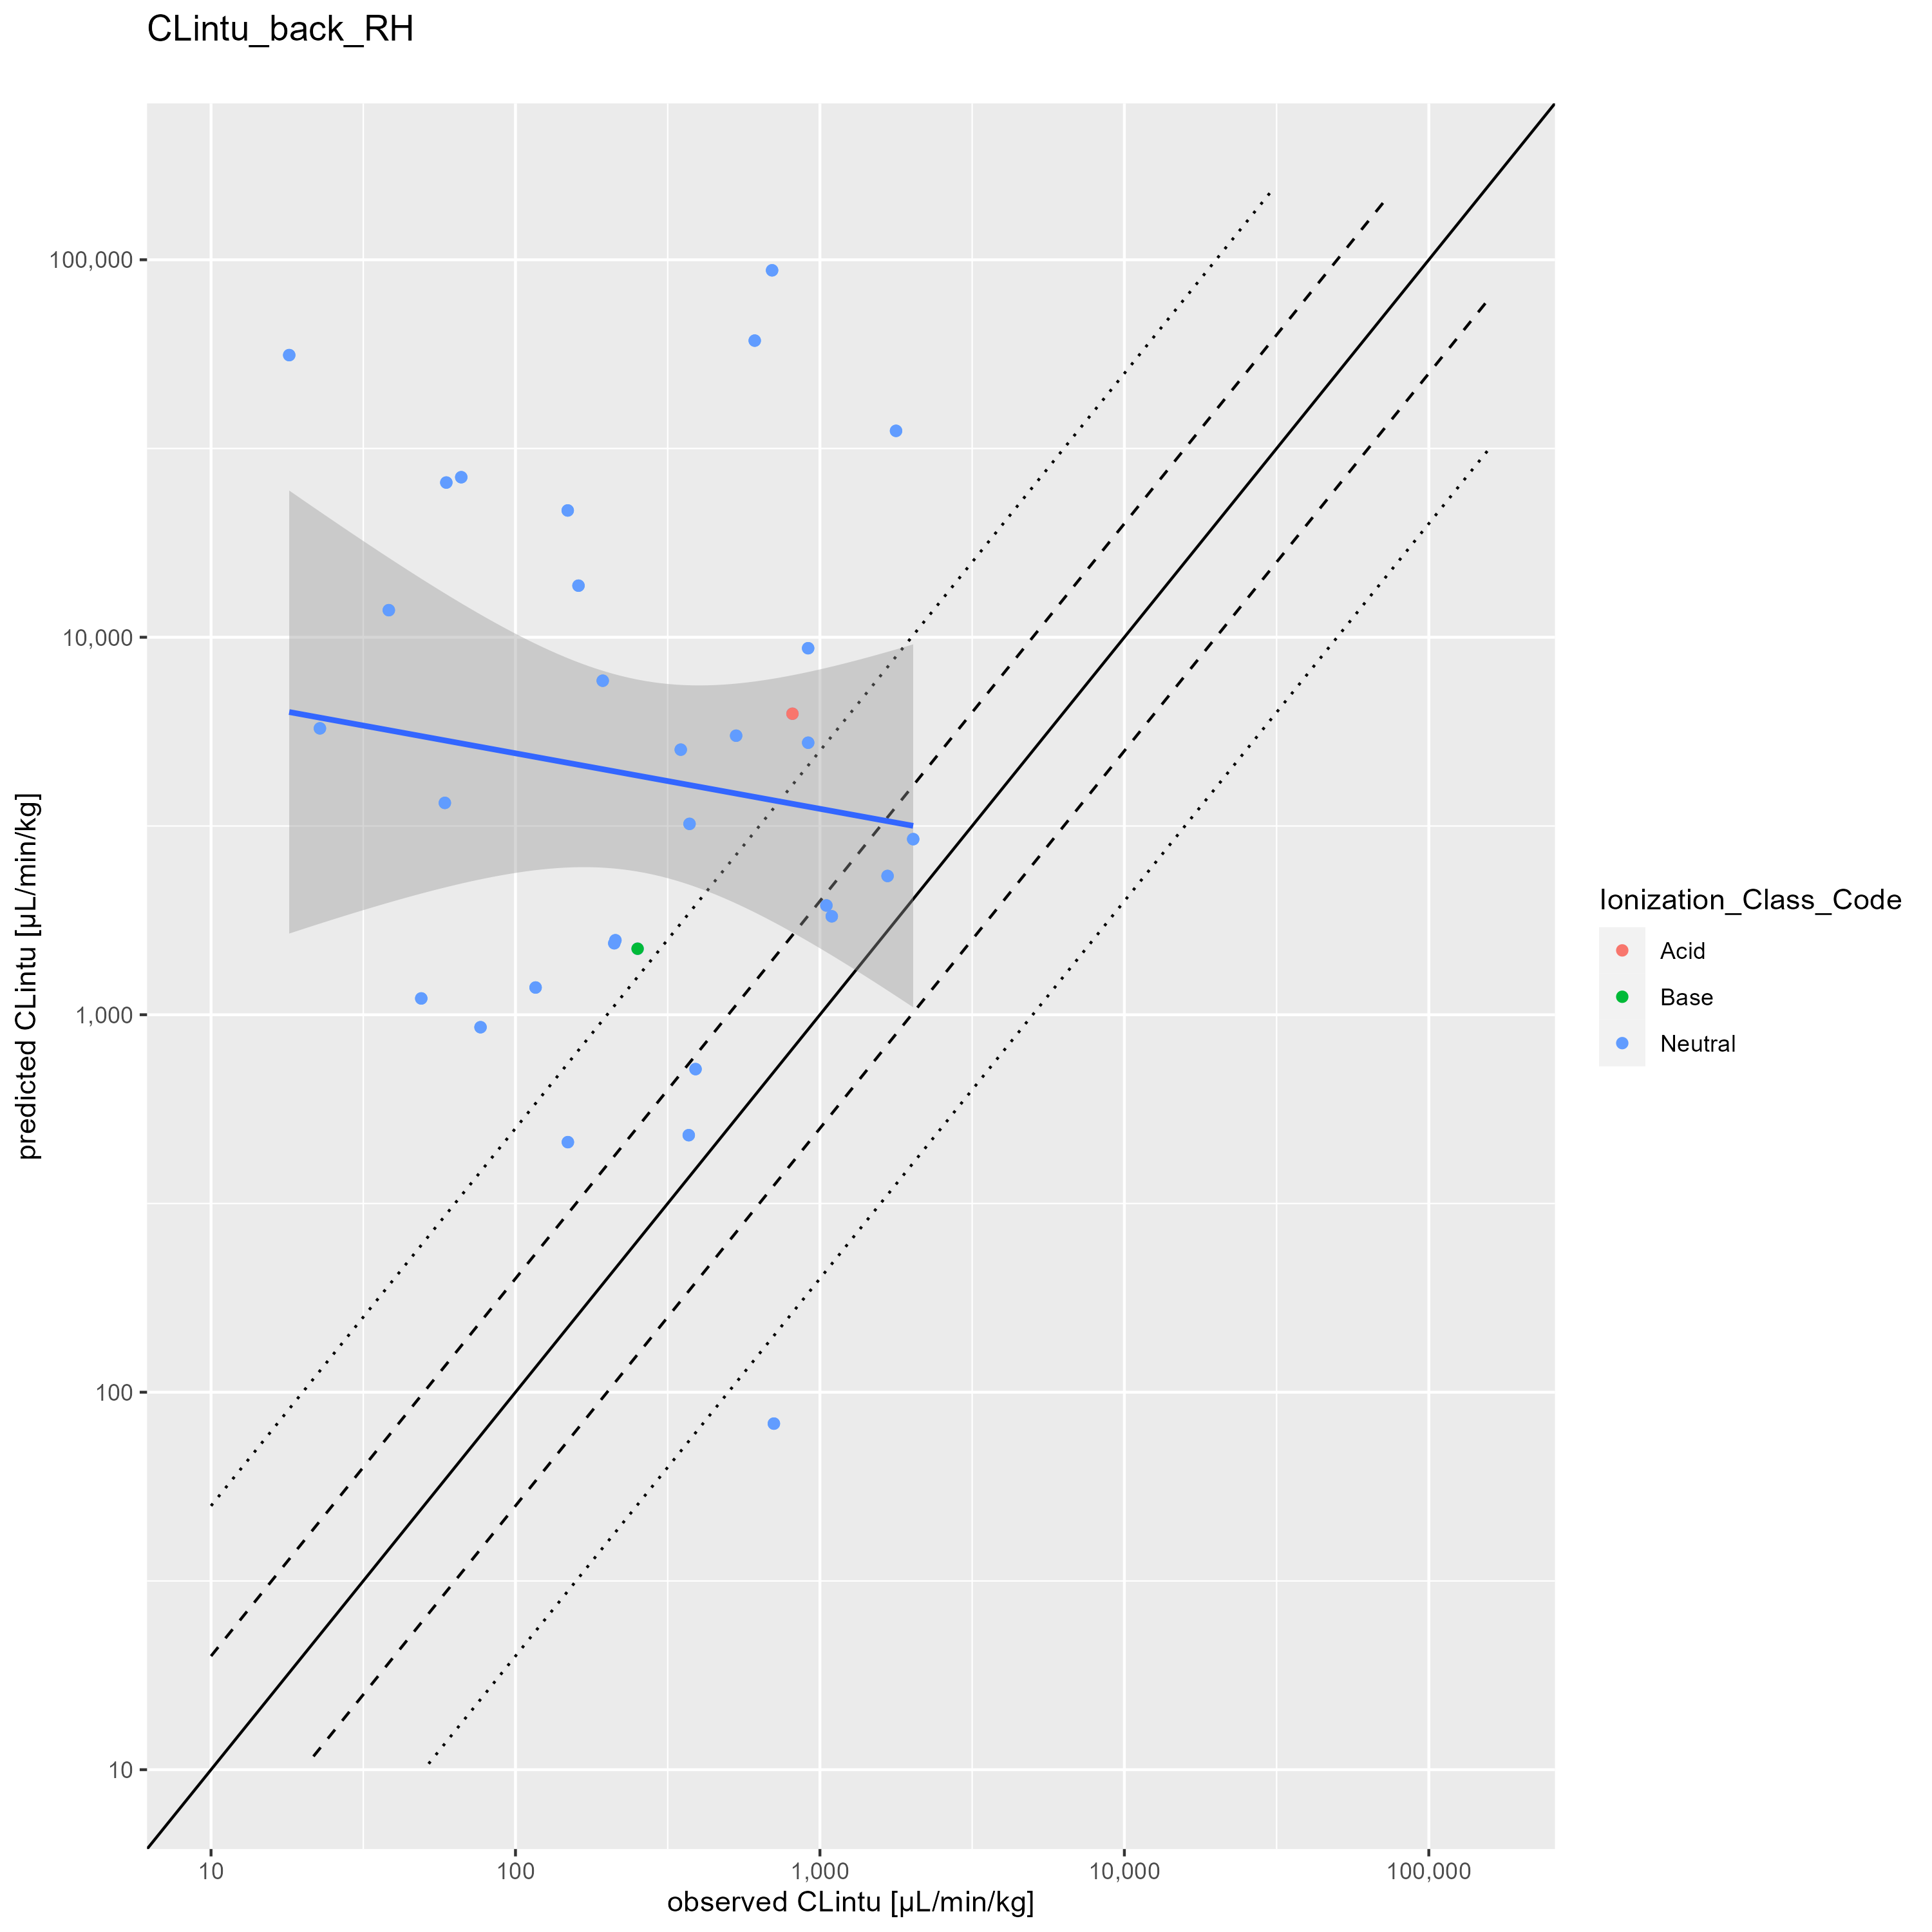 CLintu_back_RH
predicted CLintu [µL/min/kg]
100,000
10,000
1,000
100
10
10
100
1,000
10,000
100,000
observed CLintu [µL/min/kg]
Ionization_Class_Code
Acid
Base
Neutral